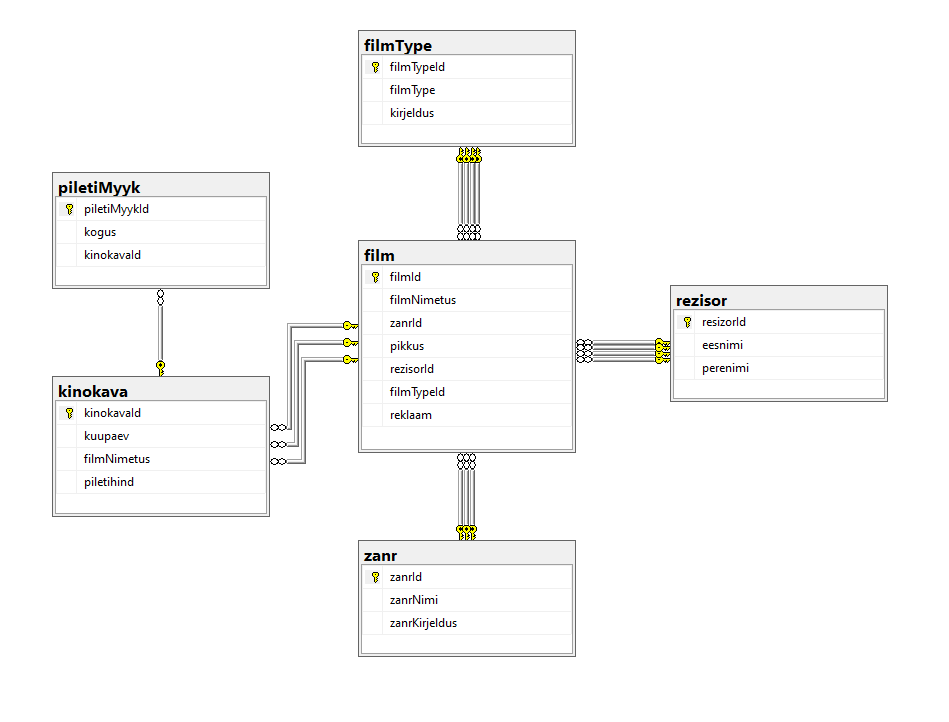 filmType
filmTypeId
filmType
kirjeldus
piletiMyyk
piletiMyykId
kogus
kinokavaId
film
filmId
filmNimetus
zanrId
pikkus
rezisorId
filmTypeId
reklaam
rezisor
resizorId
eesnimi
perenimi
kinokava
kinokavaId
kuupaev
filmNimetus
piletihind
zanr
zanrId
zanrNimi
zanrKirjeldus